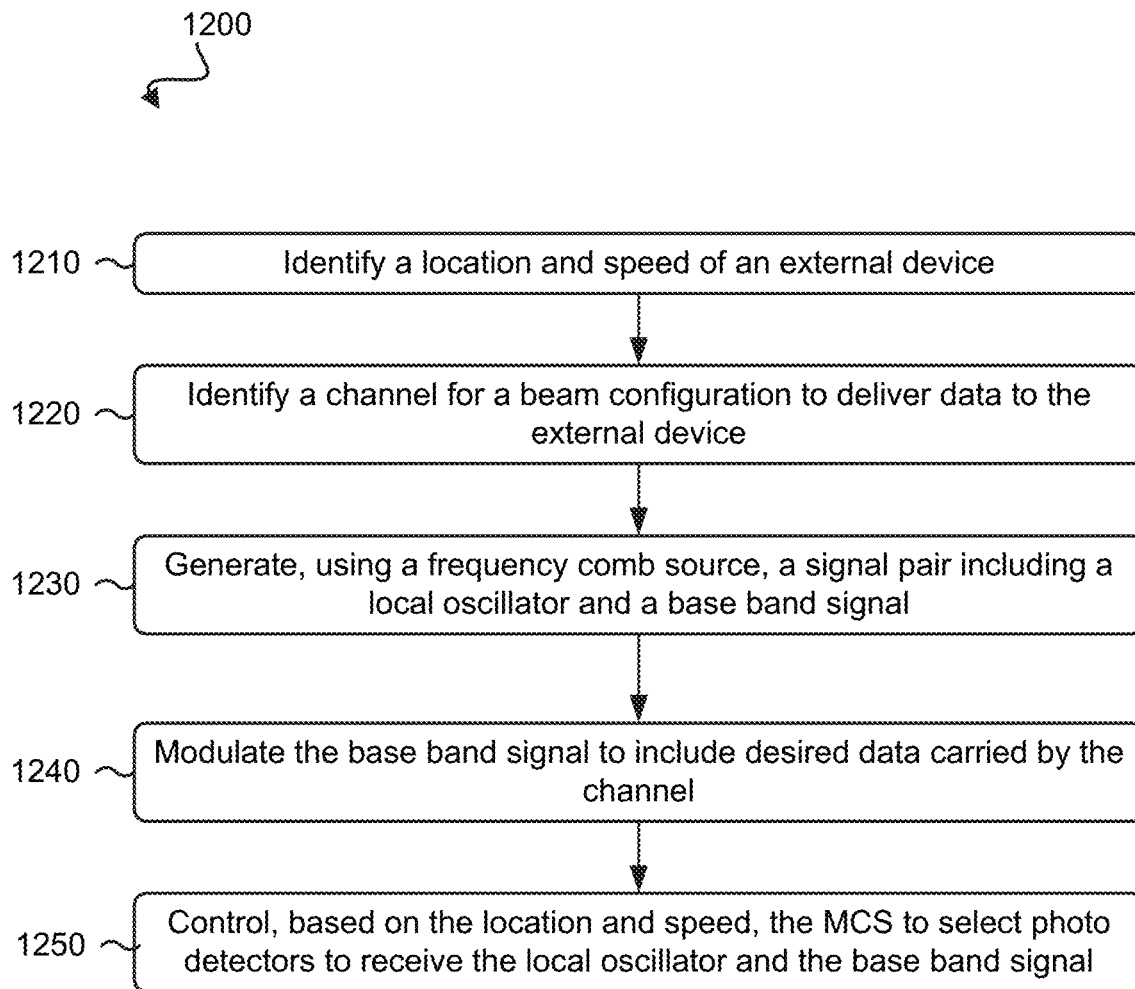 1200
1210
Identify a location and speed of an external device
1220
Identify a channel for a beam configuration to deliver data to the
external device
1230
Generate, using a frequency comb source, a signal pair including a
local oscillator and a base band signal
1240
Modulate the base band signal to include desired data carried by the
channel
1250
Control, based on the location and speed, the MCS to select photo
detectors to receive the local oscillator and the base band signal